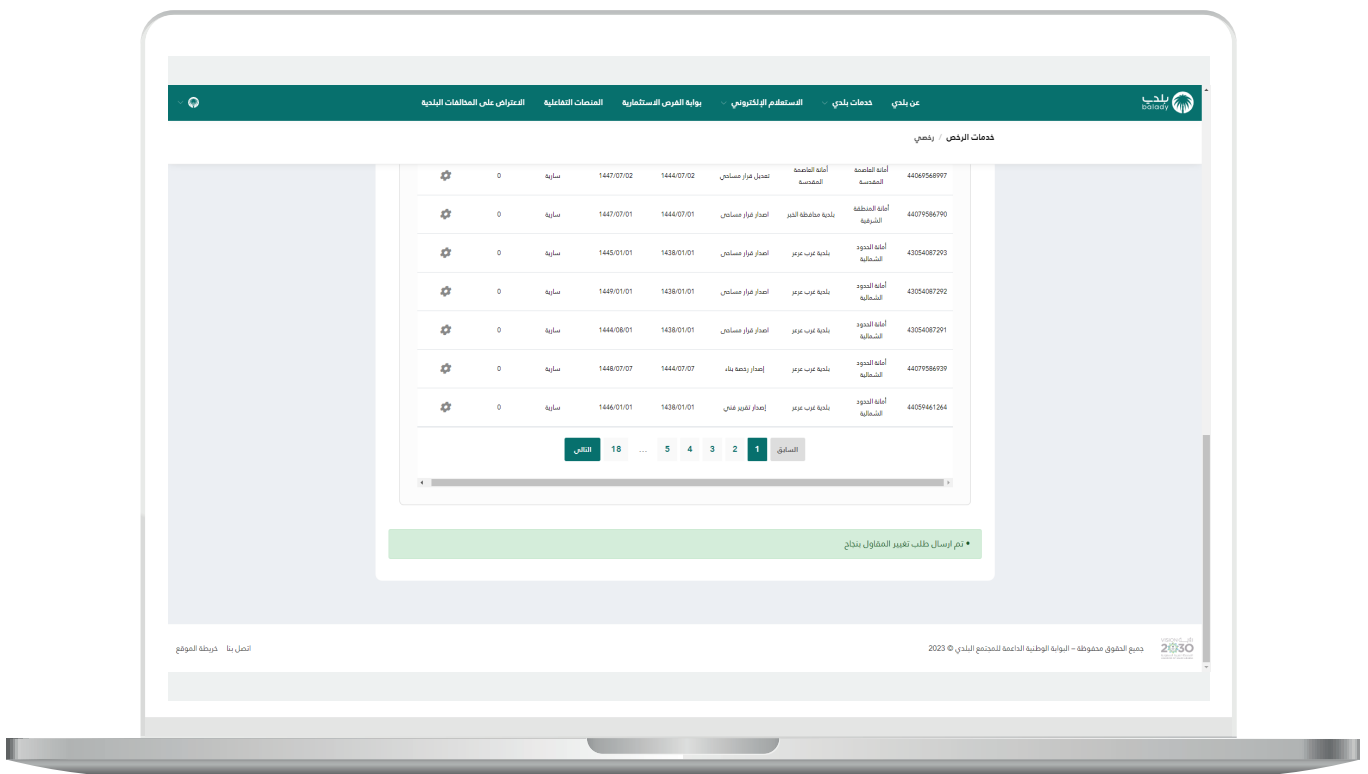 بلدي
balady
عن بلدي خدمات بلدي الاستعلام الإلكتروني بوابة الفرص الاستثمارية المنصات التفاعلية الاعتراض على المخالفات البلدية
خدمات الرخص / رخصي
44069568997 أمانة العاصمة المقدسة أمانة العاصمة المقدسة تعديل قرار مساحي 1444/07/02 1447/07/02 سارية 0
44079586790 أمانة المنطقة الشرقية بلدية محافظة الخبر اصدار قرار مساحي 1444/07/01 1447/07/01 سارية 0
43054087293 أمانة الحدود الشمالية بلدية غرب عرعر اصدار قرار مساحي 1438/01/01 1445/01/01 سارية 0
43054087292 أمانة الحدود الشمالية بلدية غرب عرعر اصدار قرار مساحي 1438/01/01 1449/01/01 سارية 0
43054087291 أمانة الحدود الشمالية بلدية غرب عرعر اصدار قرار مساحي 1438/01/01 1444/08/01 سارية 0
44079586939 أمانة الحدود الشمالية بلدية غرب عرعر إصدار رخصة بناء 1444/07/07 1448/07/07 سارية 0
44059461264 أمانة الحدود الشمالية بلدية غرب عرعر إصدار تقرير فني 1438/01/01 1446/01/01 سارية 0
السابق 1 2 3 4 5 ... 18 التالي
• تم ارسال طلب تغيير المقاول بنجاح
2030
جميع الحقوق محفوظة – البوابة الوطنية الداعمة للمجتمع البلدي © 2023
اتصل بنا خريطة الموقع